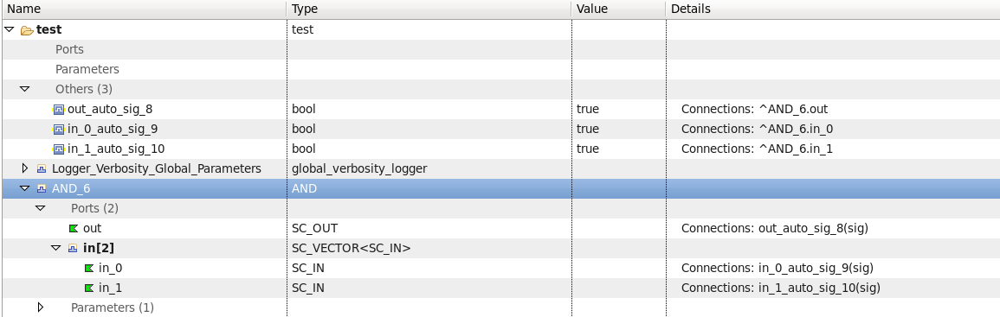 Name Type Value Details
test test
Ports
Parameters
Others (3)
out_auto_sig_8 bool true Connections: ^AND_6.out
in_0_auto_sig_9 bool true Connections: ^AND_6.in_0
in_1_auto_sig_10 bool true Connections: ^AND_6.in_1
Logger_Verbosity_Global_Parameters global_verbosity_logger
AND_6 AND
Ports (2)
out SC_OUT Connections: out_auto_sig_8(sig)
in[2] SC_VECTOR<SC_IN>
in_0 SC_IN Connections: in_0_auto_sig_9(sig)
in_1 SC_IN Connections: in_1_auto_sig_10(sig)
Parameters (1)